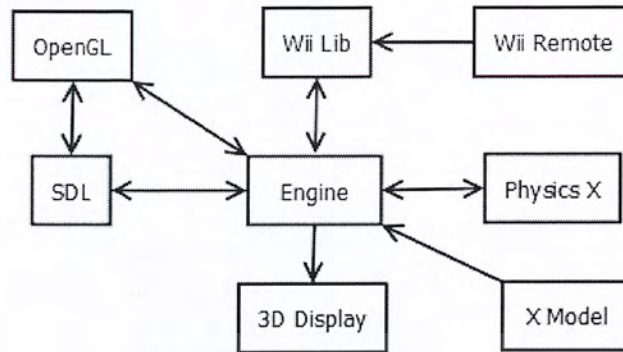 OpenGL
Wii Lib
Wii Remote
SDL
Engine
Physics X
3D Display
X Model